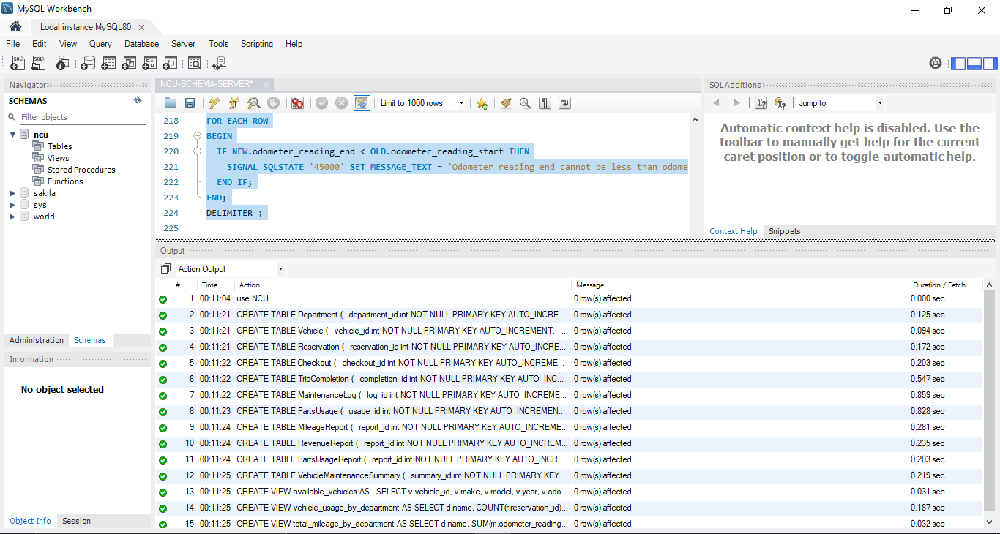 MySQL Workbench
Local instance MySQL80
File Edit View Query Database Server Tools Scripting Help
Navigator
SCHEMAS
Filter objects
ncu
Tables
Views
Stored Procedures
Functions
sakila
sys
world
Administration Schemas
Information
No object selected
Object Info Session
NCU-SCHEMA-SERVER*
Limit to 1000 rows
218 FOR EACH ROW
219 BEGIN
220 IF NEW.odometer_reading_end < OLD.odometer_reading_start THEN
221 SIGNAL SQLSTATE '45000' SET MESSAGE_TEXT = 'Odometer reading end cannot be less than odome
222 END IF;
223 END;
224 DELIMITER ;
225
SQLAdditions
Jump to
Automatic context help is disabled. Use the
toolbar to manually get help for the current
caret position or to toggle automatic help.
Context Help Snippets
Output
Action Output
# Time Action Message Duration / Fetch
1 00:11:04 use NCU 0 row(s) affected 0.000 sec
2 00:11:21 CREATE TABLE Department ( department_id int NOT NULL PRIMARY KEY AUTO_INCRE... 0 row(s) affected 0.125 sec
3 00:11:21 CREATE TABLE Vehicle ( vehicle_id int NOT NULL PRIMARY KEY AUTO_INCREMENT, ... 0 row(s) affected 0.094 sec
4 00:11:21 CREATE TABLE Reservation ( reservation_id int NOT NULL PRIMARY KEY AUTO_INCRE... 0 row(s) affected 0.172 sec
5 00:11:22 CREATE TABLE Checkout ( checkout_id int NOT NULL PRIMARY KEY AUTO_INCREME... 0 row(s) affected 0.203 sec
6 00:11:22 CREATE TABLE TripCompletion ( completion_id int NOT NULL PRIMARY KEY AUTO_INC... 0 row(s) affected 0.547 sec
7 00:11:22 CREATE TABLE MaintenanceLog ( log_id int NOT NULL PRIMARY KEY AUTO_INCREME... 0 row(s) affected 0.859 sec
8 00:11:23 CREATE TABLE PartsUsage ( usage_id int NOT NULL PRIMARY KEY AUTO_INCREMEN... 0 row(s) affected 0.828 sec
9 00:11:24 CREATE TABLE MileageReport ( report_id int NOT NULL PRIMARY KEY AUTO_INCREME... 0 row(s) affected 0.281 sec
10 00:11:24 CREATE TABLE RevenueReport ( report_id int NOT NULL PRIMARY KEY AUTO_INCREM... 0 row(s) affected 0.235 sec
11 00:11:24 CREATE TABLE PartsUsageReport ( report_id int NOT NULL PRIMARY KEY AUTO_INCR... 0 row(s) affected 0.203 sec
12 00:11:25 CREATE TABLE VehicleMaintenanceSummary ( summary_id int NOT NULL PRIMARY KEY ... 0 row(s) affected 0.219 sec
13 00:11:25 CREATE VIEW available_vehicles AS SELECT v.vehicle_id, v.make, v.model, v.year, v.odo... 0 row(s) affected 0.031 sec
14 00:11:25 CREATE VIEW vehicle_usage_by_department AS SELECT d.name, COUNT(r.reservation_id)... 0 row(s) affected 0.187 sec
15 00:11:25 CREATE VIEW total_mileage_by_department AS SELECT d.name, SUM(m.odometer_reading... 0 row(s) affected 0.032 sec